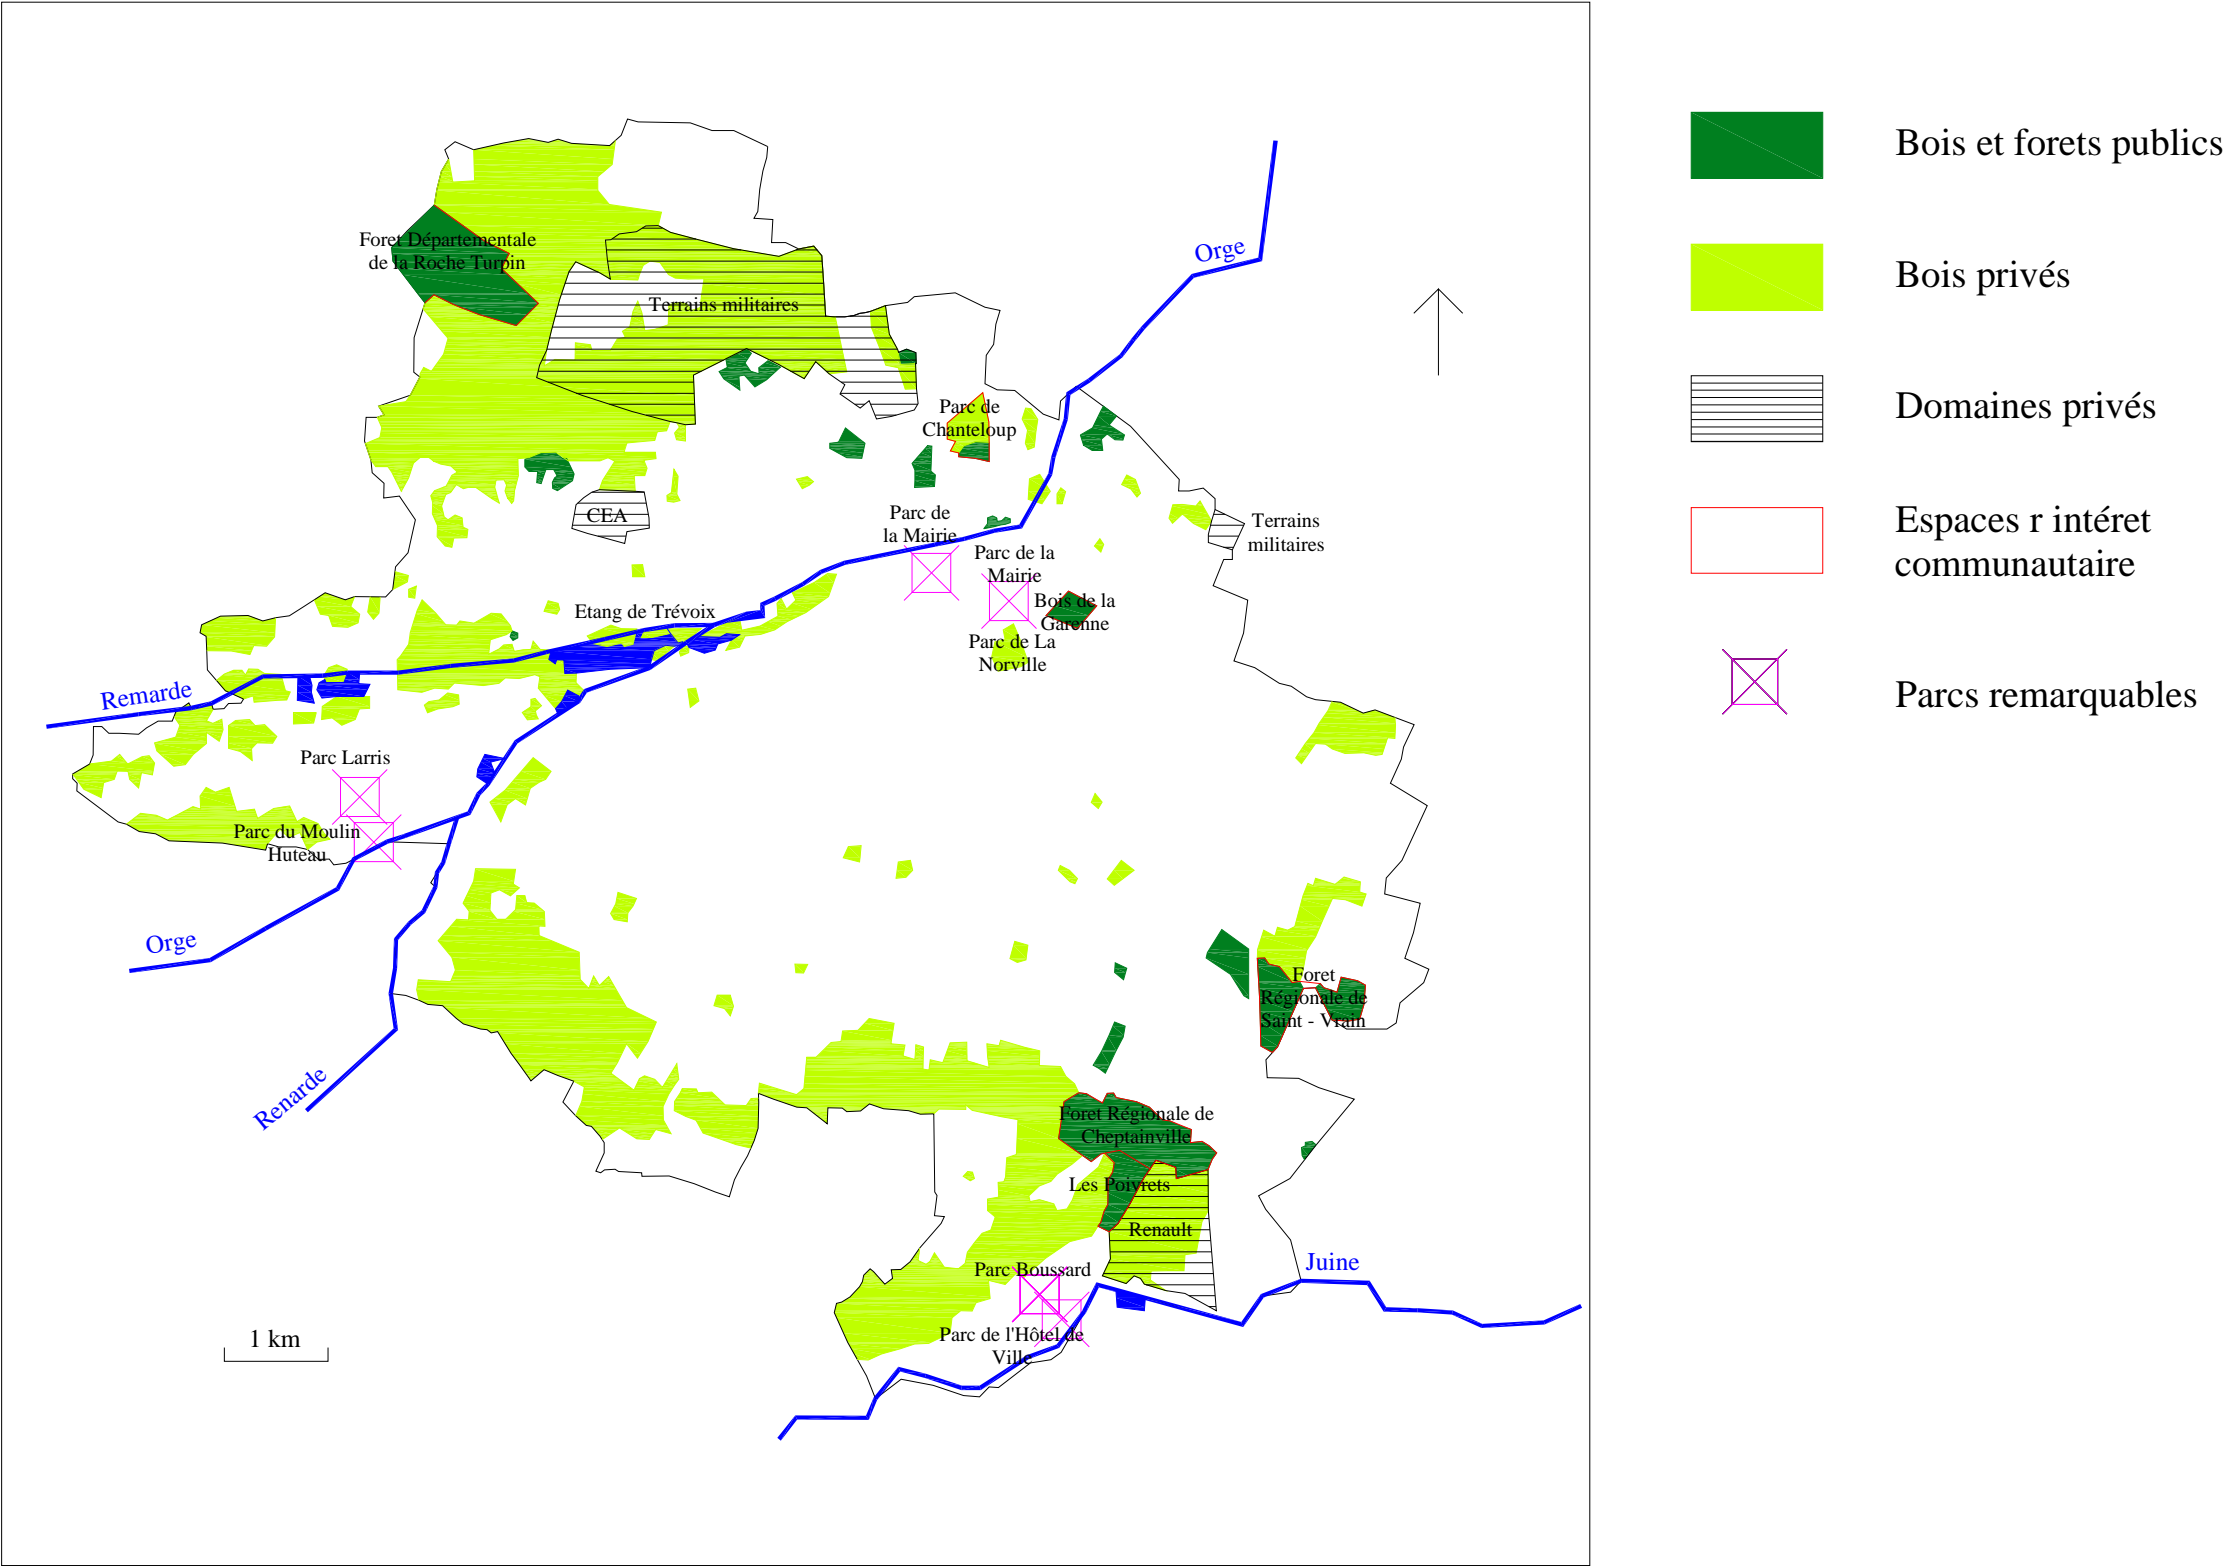 Bois et forets publics
Bois privés
Domaines privés
Espaces r intéret
communautaire
Parcs remarquables
Foret Départementale
de la Roche Turpin
Orge
Terrains militaires
Parc de
Chanteloup
CEA
Parc de
la Mairie
Terrains
militaires
Parc de la
Mairie
Bois de la
Garenne
Etang de Trévoix
Parc de La
Norville
Remarde
Parc Larris
Parc du Moulin
Huteau
Orge
Foret
Régionale de
Saint - Vrain
Renarde
Foret Régionale de
Cheptainville
Les Poivrets
Renault
Parc Boussard
Juine
Parc de l'Hôtel de
Ville
1 km